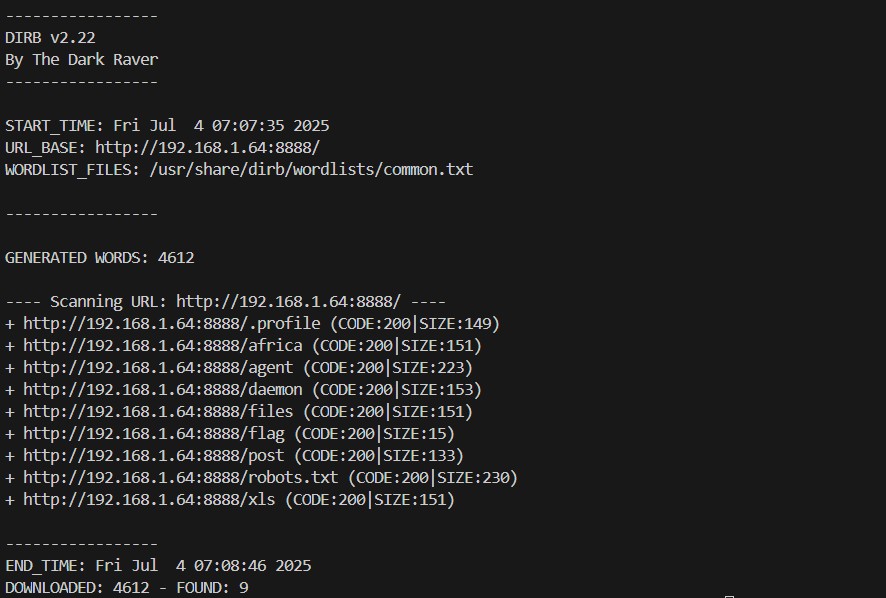 -----------------
DIRB v2.22
By The Dark Raver
-----------------
START_TIME: Fri Jul  4 07:07:35 2025
URL_BASE: http://192.168.1.64:8888/
WORDLIST_FILES: /usr/share/dirb/wordlists/common.txt
-----------------
GENERATED WORDS: 4612
---- Scanning URL: http://192.168.1.64:8888/ ----
+ http://192.168.1.64:8888/.profile (CODE:200|SIZE:149)
+ http://192.168.1.64:8888/africa (CODE:200|SIZE:151)
+ http://192.168.1.64:8888/agent (CODE:200|SIZE:223)
+ http://192.168.1.64:8888/daemon (CODE:200|SIZE:153)
+ http://192.168.1.64:8888/files (CODE:200|SIZE:151)
+ http://192.168.1.64:8888/flag (CODE:200|SIZE:15)
+ http://192.168.1.64:8888/post (CODE:200|SIZE:133)
+ http://192.168.1.64:8888/robots.txt (CODE:200|SIZE:230)
+ http://192.168.1.64:8888/xls (CODE:200|SIZE:151)
-----------------
END_TIME: Fri Jul  4 07:08:46 2025
DOWNLOADED: 4612 - FOUND: 9